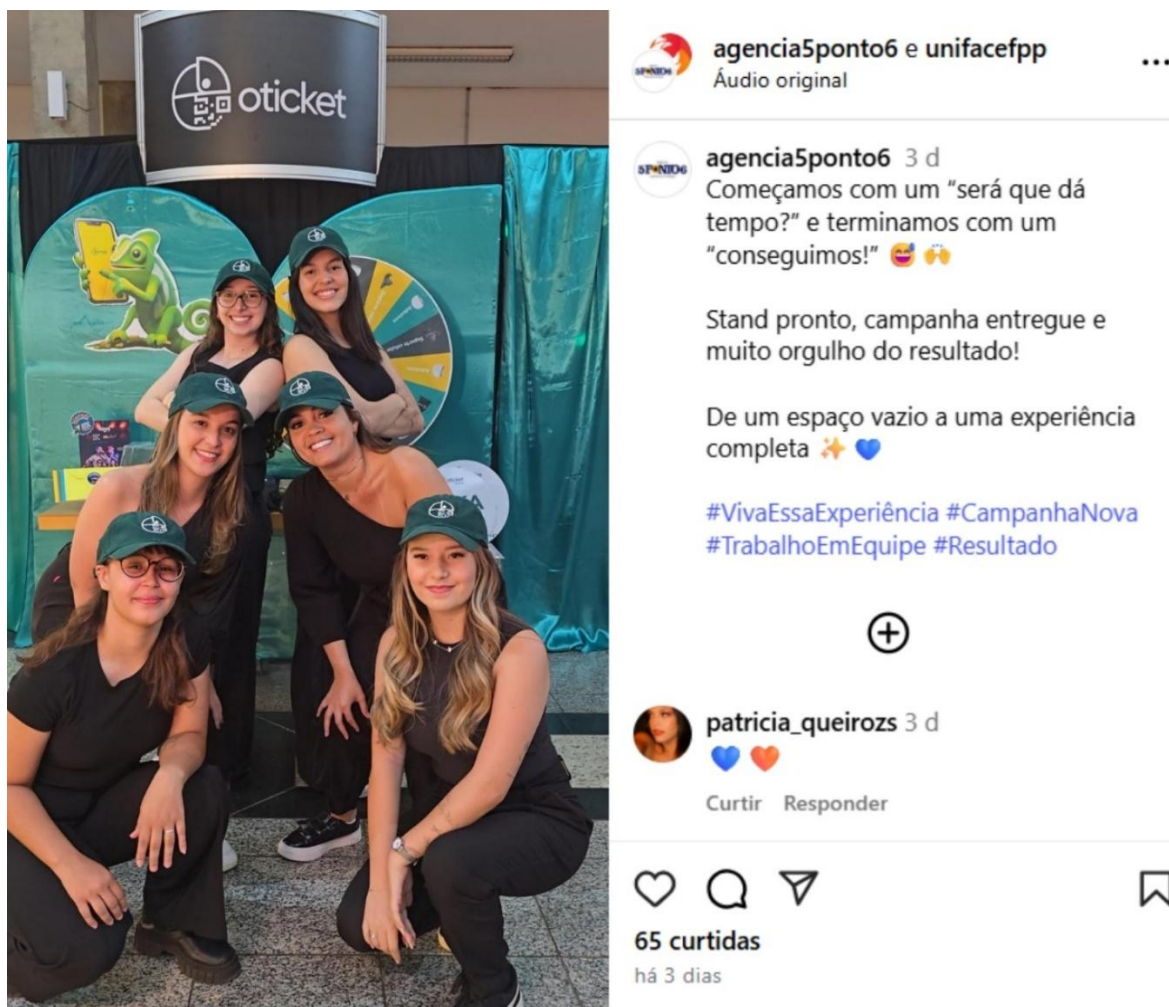 oticket
agencia5ponto6 e unifacefpp
Áudio original
5PONTO6
agencia5ponto6 3 d
Começamos com um “será que dá
tempo?” e terminamos com um
“conseguimos!” 😅 🙌
Stand pronto, campanha entregue e
muito orgulho do resultado!
De um espaço vazio a uma experiência
completa ✨ 💙
#VivaEssaExperiência #CampanhaNova
#TrabalhoEmEquipe #Resultado
patricia_queirozs 3 d
💙 🧡
Curtir Responder
65 curtidas
há 3 dias